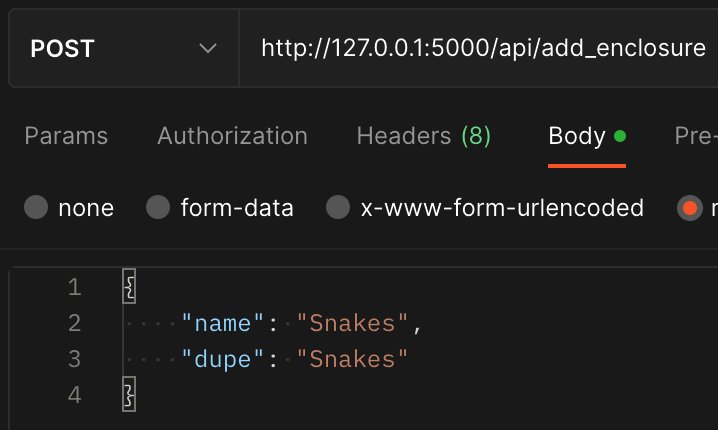 POST http://127.0.0.1:5000/api/add_enclosure
Params Authorization Headers (8) Body Pre-
none form-data x-www-form-urlencoded r
1 {
2 "name": "Snakes",
3 "dupe": "Snakes"
4 }